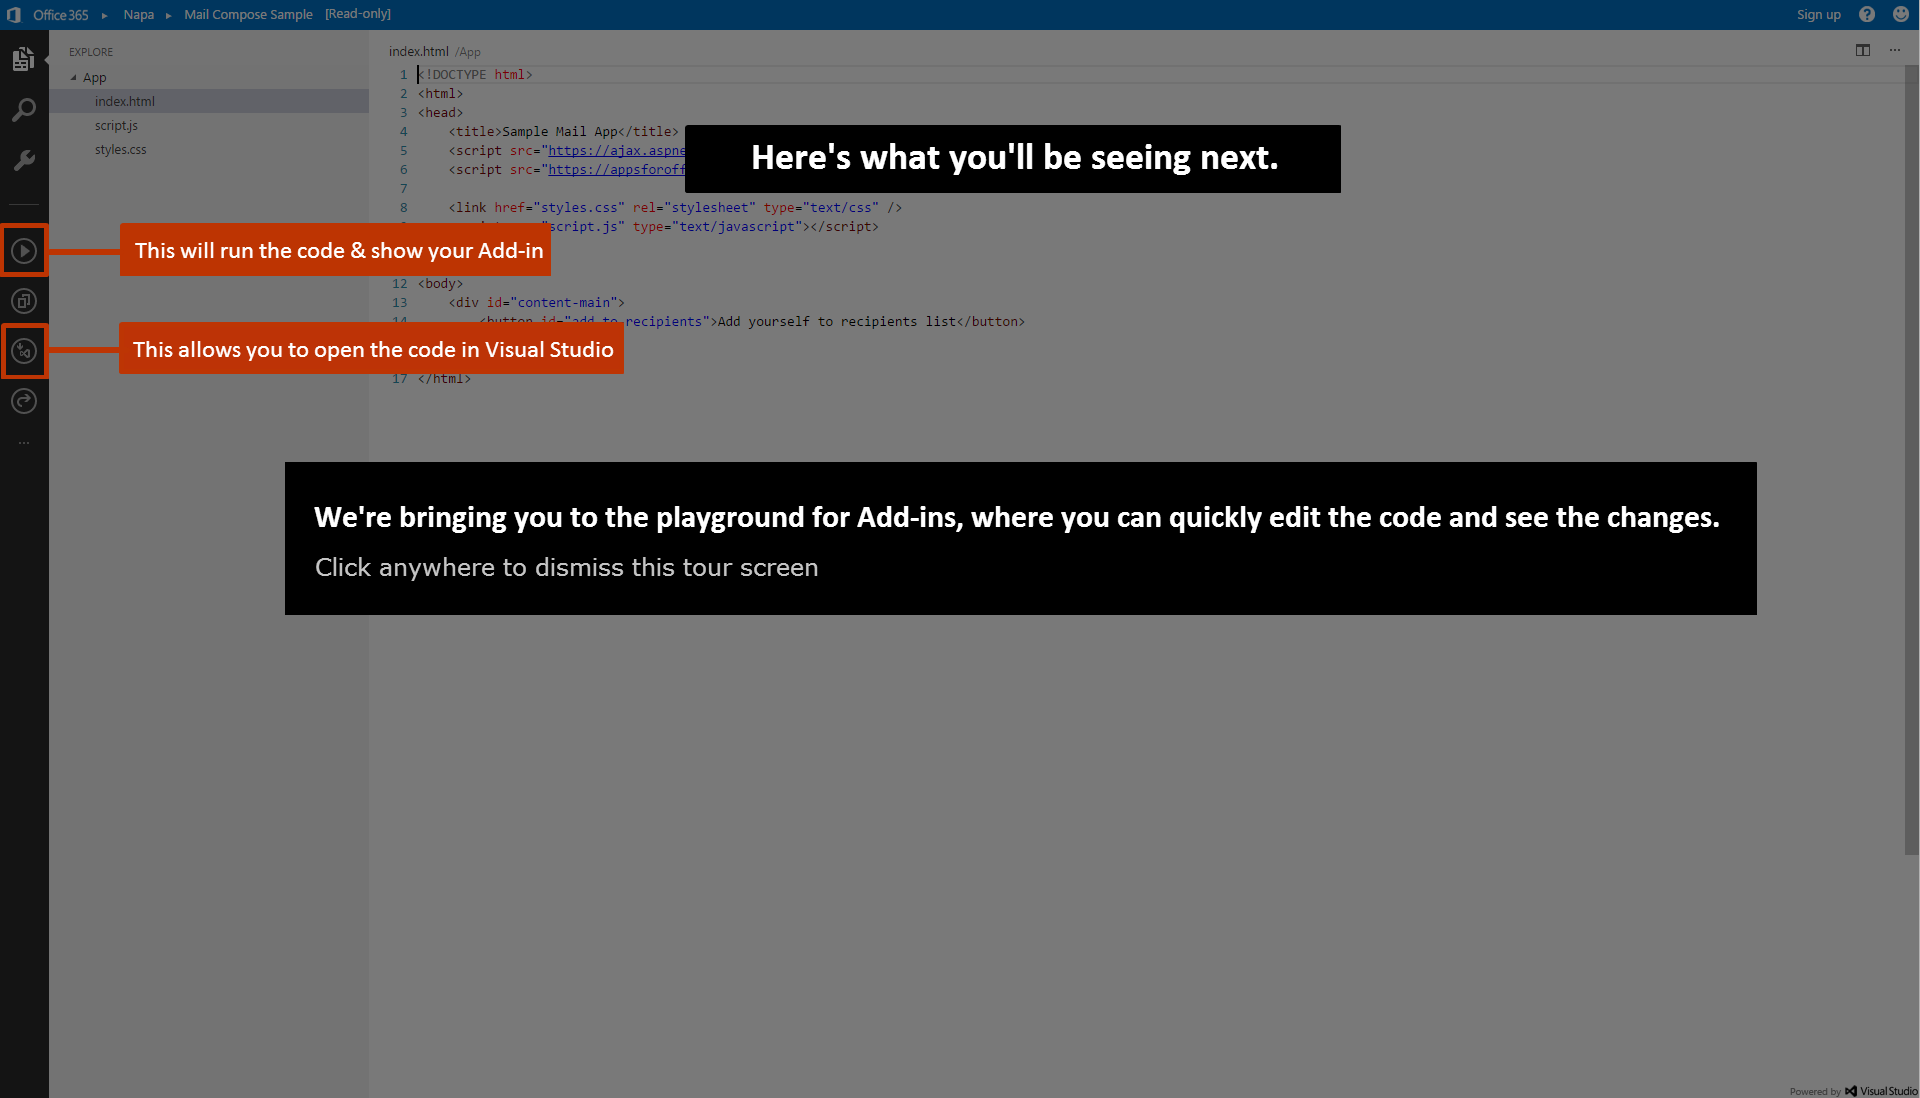 Office 365 ▸ Napa ▸ Mail Compose Sample [Read-only] Sign up
EXPLORE
App
index.html
script.js
styles.css
index.html /App
1 <!DOCTYPE html>
2 <html>
3 <head>
4 <title>Sample Mail App</title>
5 <script src="https://ajax.aspne
6 <script src="https://appsforoff
7
8 <link href="styles.css" rel="stylesheet" type="text/css" />
script.js" type="text/javascript"></script>
12 <body>
13 <div id="content-main">
14 <button id="add-to-recipients">Add yourself to recipients list</button>
17 </html>
Here's what you'll be seeing next.
This will run the code & show your Add-in
This allows you to open the code in Visual Studio
We're bringing you to the playground for Add-ins, where you can quickly edit the code and see the changes.
Click anywhere to dismiss this tour screen
Powered by Visual Studio